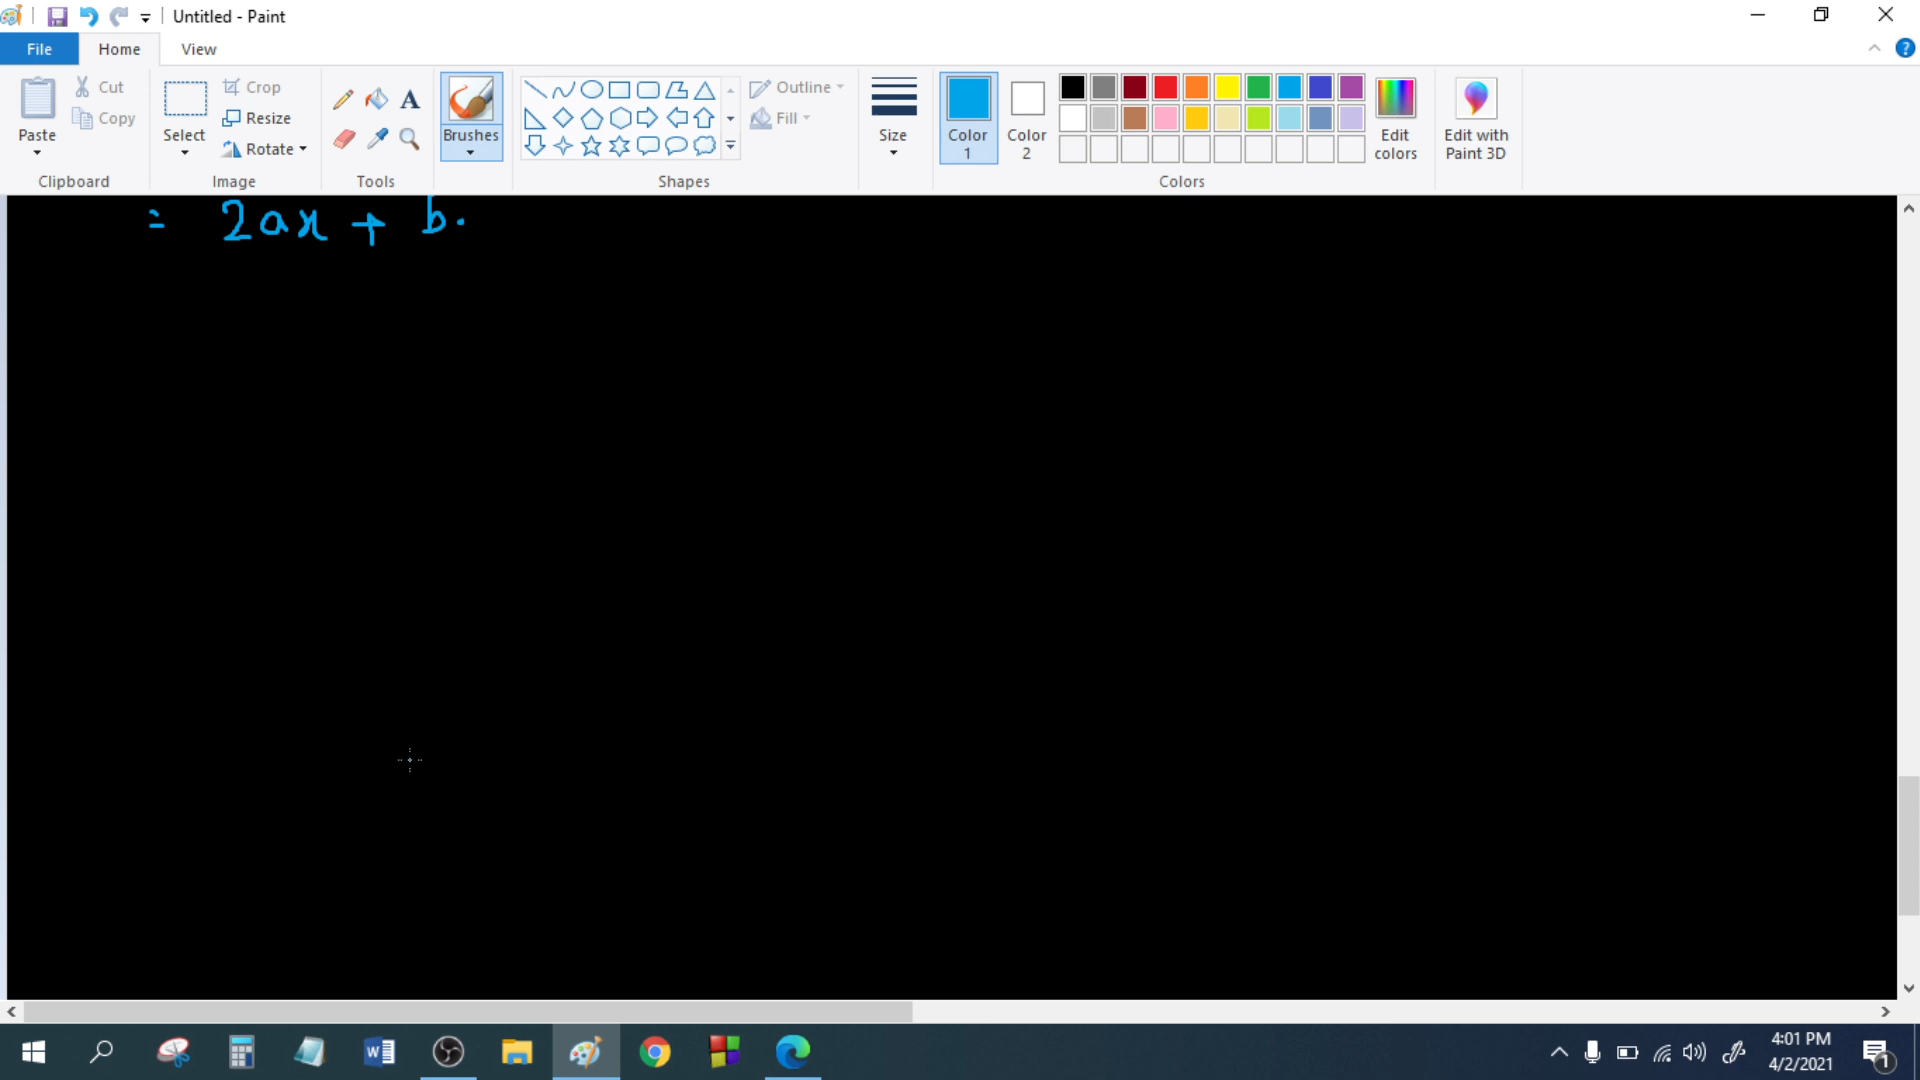 Untitled - Paint
File Home View
Paste Cut Copy Clipboard
Select Crop Resize Rotate Image
Tools
Brushes
Shapes Outline Fill
Size
Color 1 Color 2
Edit colors Colors
Edit with Paint 3D
= 2ax + b.
4:01 PM
4/2/2021
1